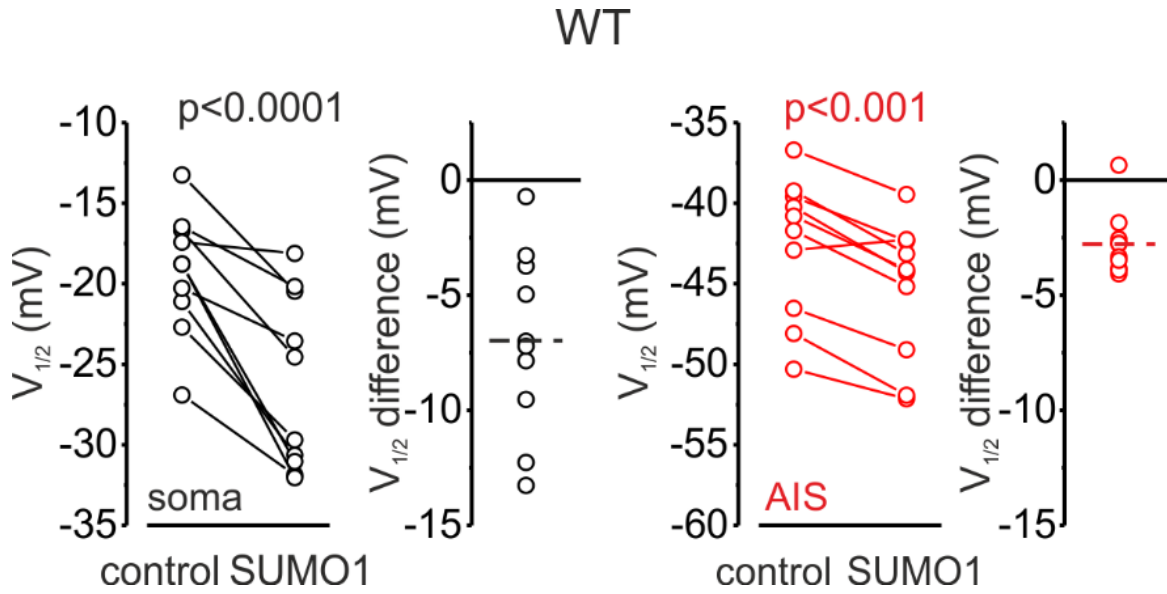 WT
p<0.0001
p<0.001
-10
-15
-20
-25
-30
-35
V1/2 (mV)
soma
control SUMO1
0
-5
-10
-15
V1/2 difference (mV)
-35
-40
-45
-50
-55
-60
V1/2 (mV)
AIS
control SUMO1
0
-5
-10
-15
V1/2 difference (mV)